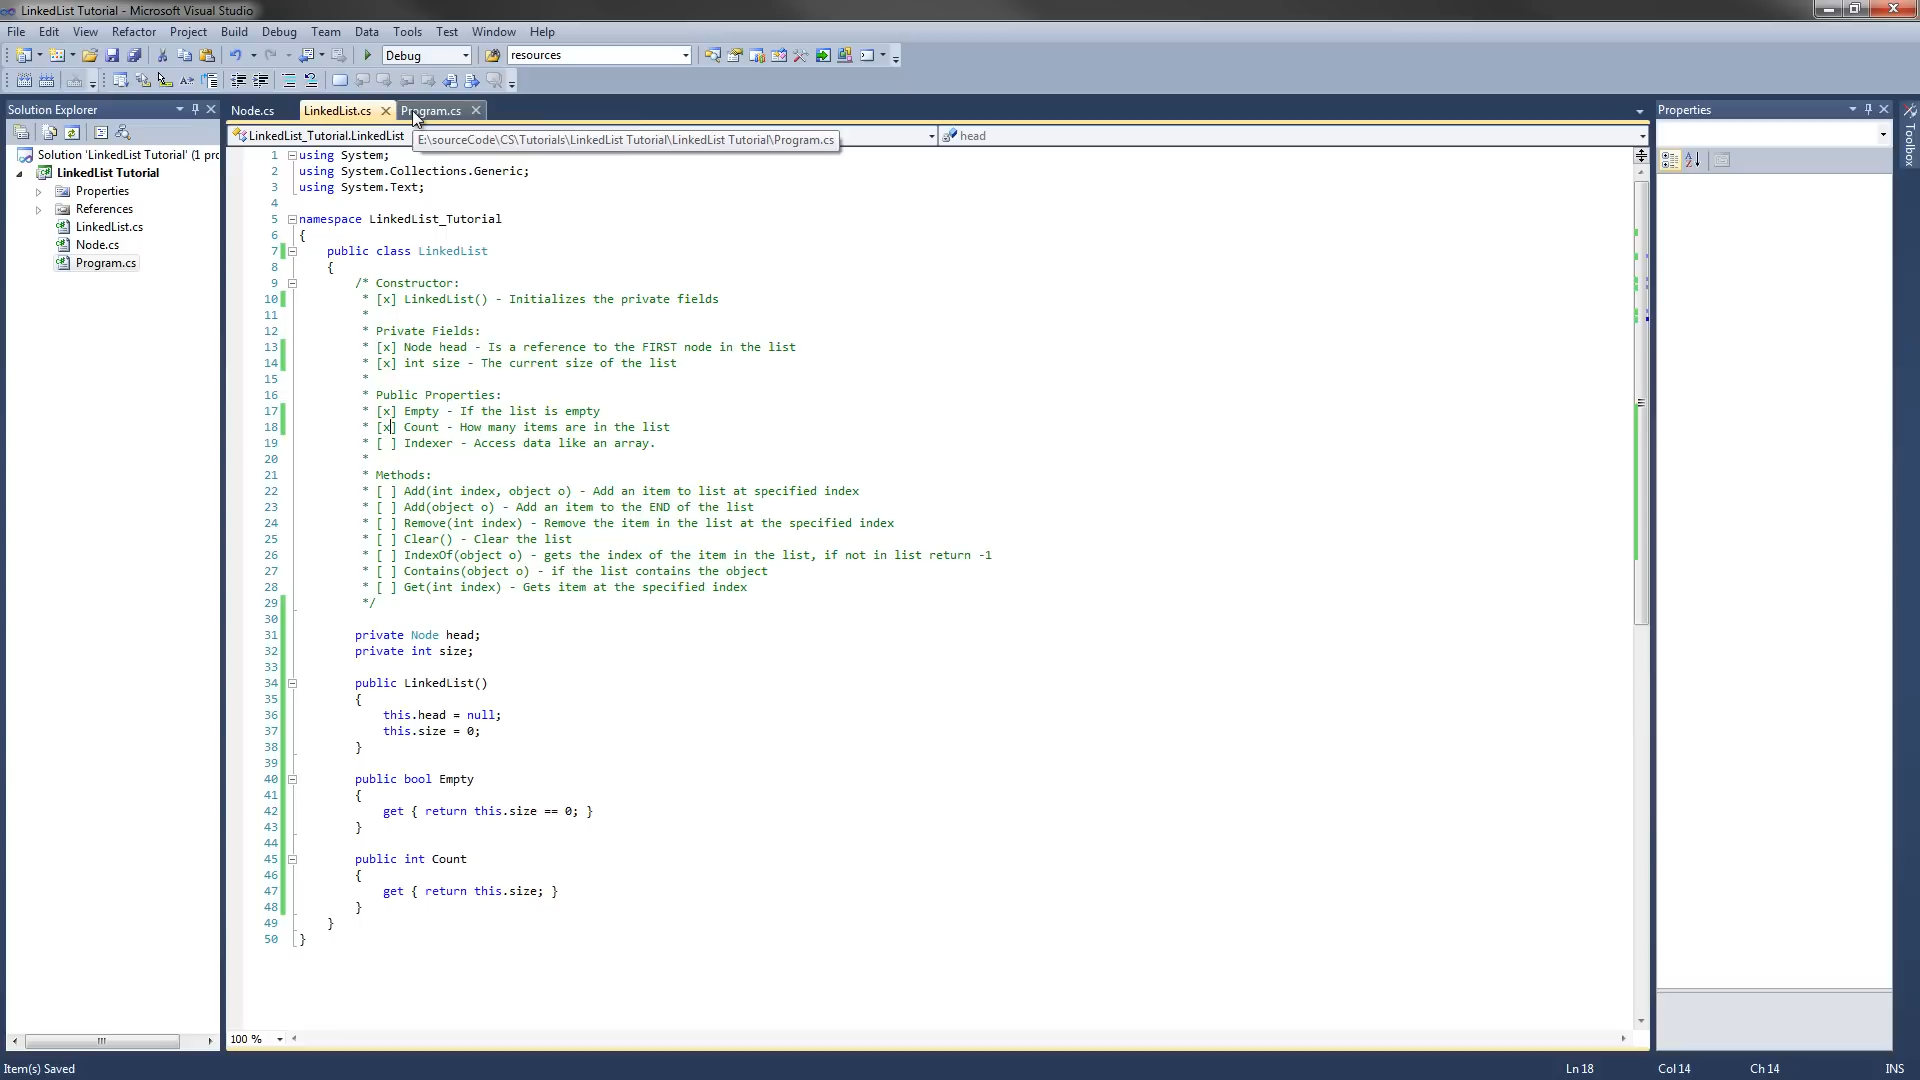 LinkedList Tutorial - Microsoft Visual Studio
File Edit View Refactor Project Build Debug Team Data Tools Test Window Help
Debug resources
Solution Explorer
Solution 'LinkedList Tutorial' (1 pro
LinkedList Tutorial
Properties
References
LinkedList.cs
Node.cs
Program.cs
Node.cs LinkedList.cs Program.cs
LinkedList_Tutorial.LinkedList head
E:\sourceCode\CS\Tutorials\LinkedList Tutorial\LinkedList Tutorial\Program.cs
1 using System;
2 using System.Collections.Generic;
3 using System.Text;
4
5 namespace LinkedList_Tutorial
6 {
7 public class LinkedList
8 {
9 /* Constructor:
10 * [x] LinkedList() - Initializes the private fields
11 *
12 * Private Fields:
13 * [x] Node head - Is a reference to the FIRST node in the list
14 * [x] int size - The current size of the list
15 *
16 * Public Properties:
17 * [x] Empty - If the list is empty
18 * [x] Count - How many items are in the list
19 * [ ] Indexer - Access data like an array.
20 *
21 * Methods:
22 * [ ] Add(int index, object o) - Add an item to list at specified index
23 * [ ] Add(object o) - Add an item to the END of the list
24 * [ ] Remove(int index) - Remove the item in the list at the specified index
25 * [ ] Clear() - Clear the list
26 * [ ] IndexOf(object o) - gets the index of the item in the list, if not in list return -1
27 * [ ] Contains(object o) - if the list contains the object
28 * [ ] Get(int index) - Gets item at the specified index
29 */
30
31 private Node head;
32 private int size;
33
34 public LinkedList()
35 {
36 this.head = null;
37 this.size = 0;
38 }
39
40 public bool Empty
41 {
42 get { return this.size == 0; }
43 }
44
45 public int Count
46 {
47 get { return this.size; }
48 }
49 }
50 }
100 %
Properties
Toolbox
Item(s) Saved Ln 18 Col 14 Ch 14 INS